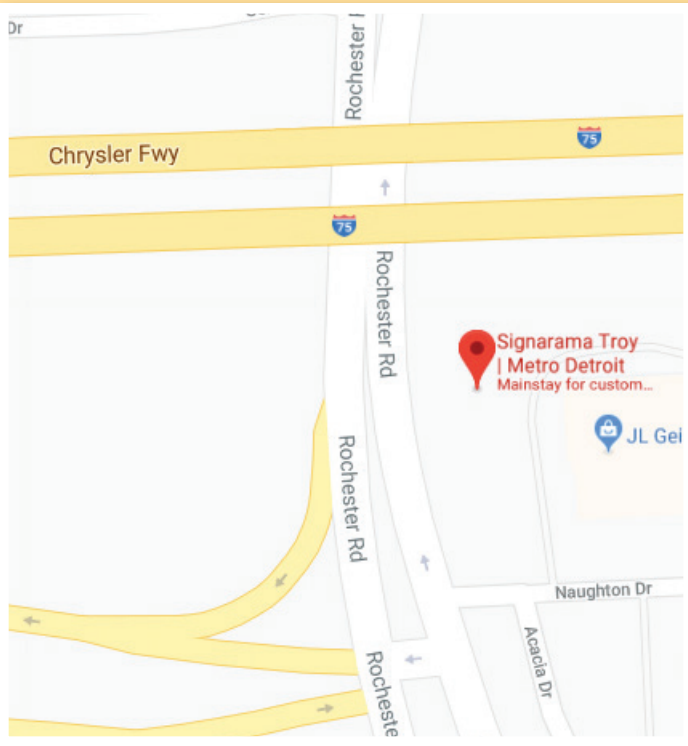 Dr
Rochester
Chrysler Fwy
75
75
Rochester Rd
Signarama Troy
| Metro Detroit
Mainstay for custom...
JL Gei
Rochester Rd
Naughton Dr
Acacia Dr
Rocheste